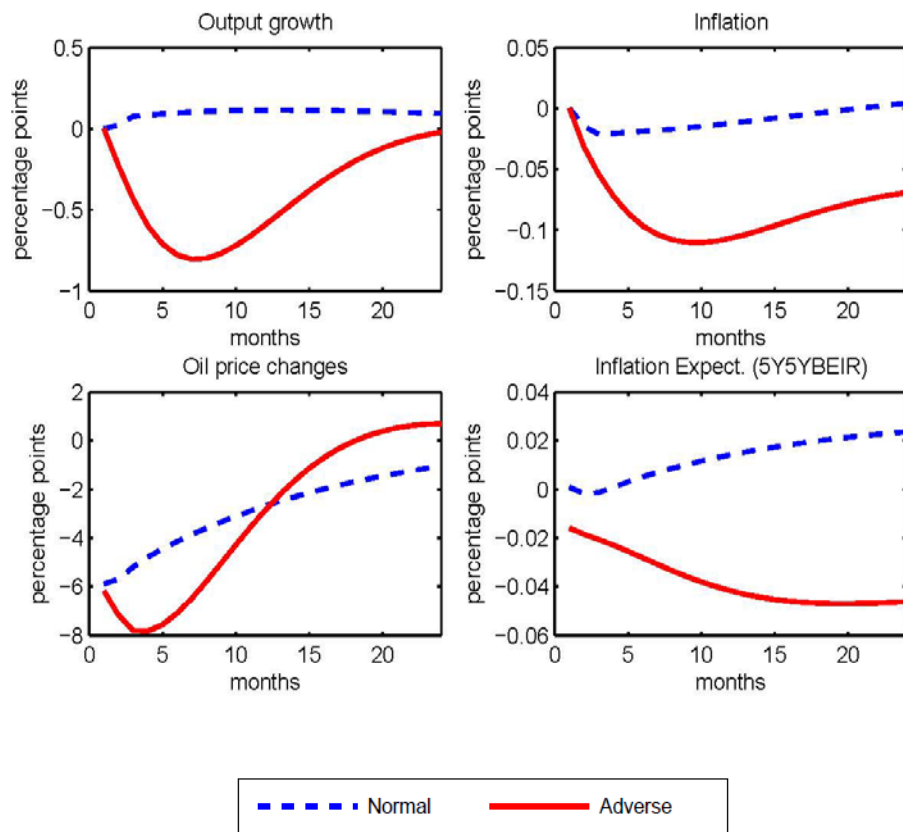 Output growth
Inflation
percentage points
0.5
0
−0.5
−1
0 5 10 15 20
months
percentage points
0.05
0
−0.05
−0.1
−0.15
0 5 10 15 20
months
Oil price changes
Inflation Expect. (5Y5YBEIR)
percentage points
2
0
−2
−4
−6
−8
0 5 10 15 20
months
percentage points
0.04
0.02
0
−0.02
−0.04
−0.06
0 5 10 15 20
months
Normal Adverse